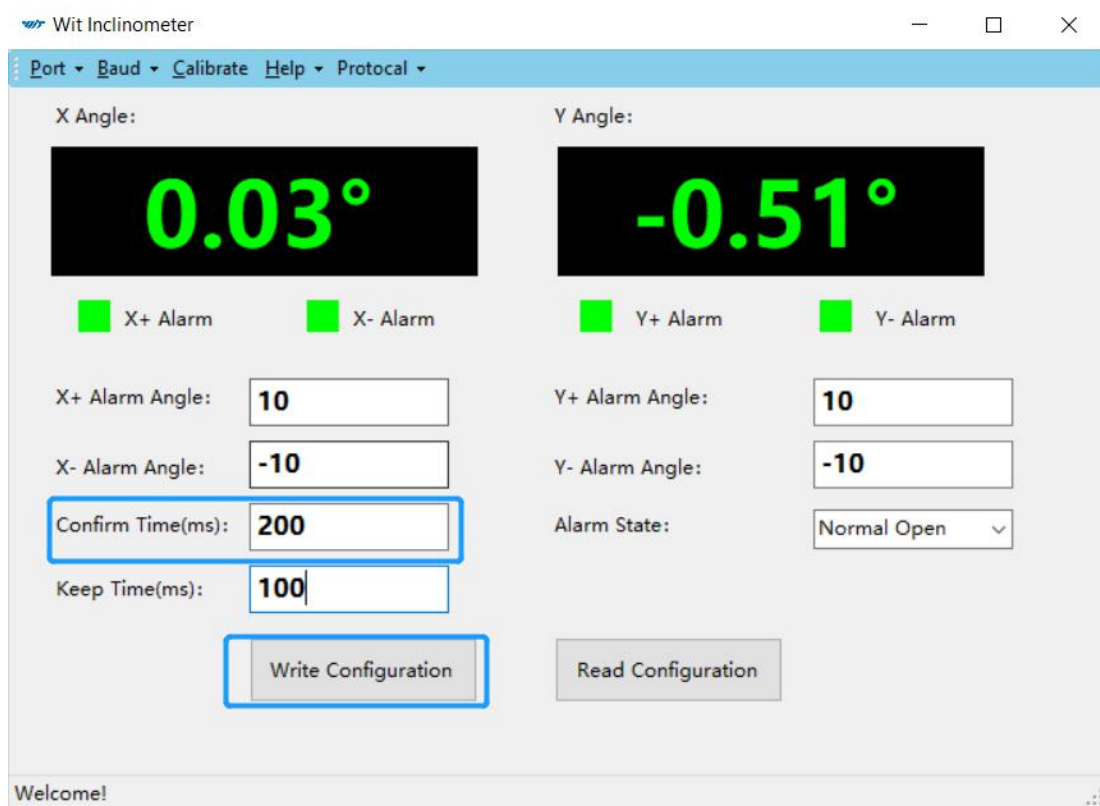 Wit Inclinometer
Port Baud Calibrate Help Protocal
X Angle: Y Angle:
0.03° -0.51°
X+ Alarm X- Alarm Y+ Alarm Y- Alarm
X+ Alarm Angle: 10 Y+ Alarm Angle: 10
X- Alarm Angle: -10 Y- Alarm Angle: -10
Confirm Time(ms): 200 Alarm State: Normal Open
Keep Time(ms): 100
Write Configuration Read Configuration
Welcome!